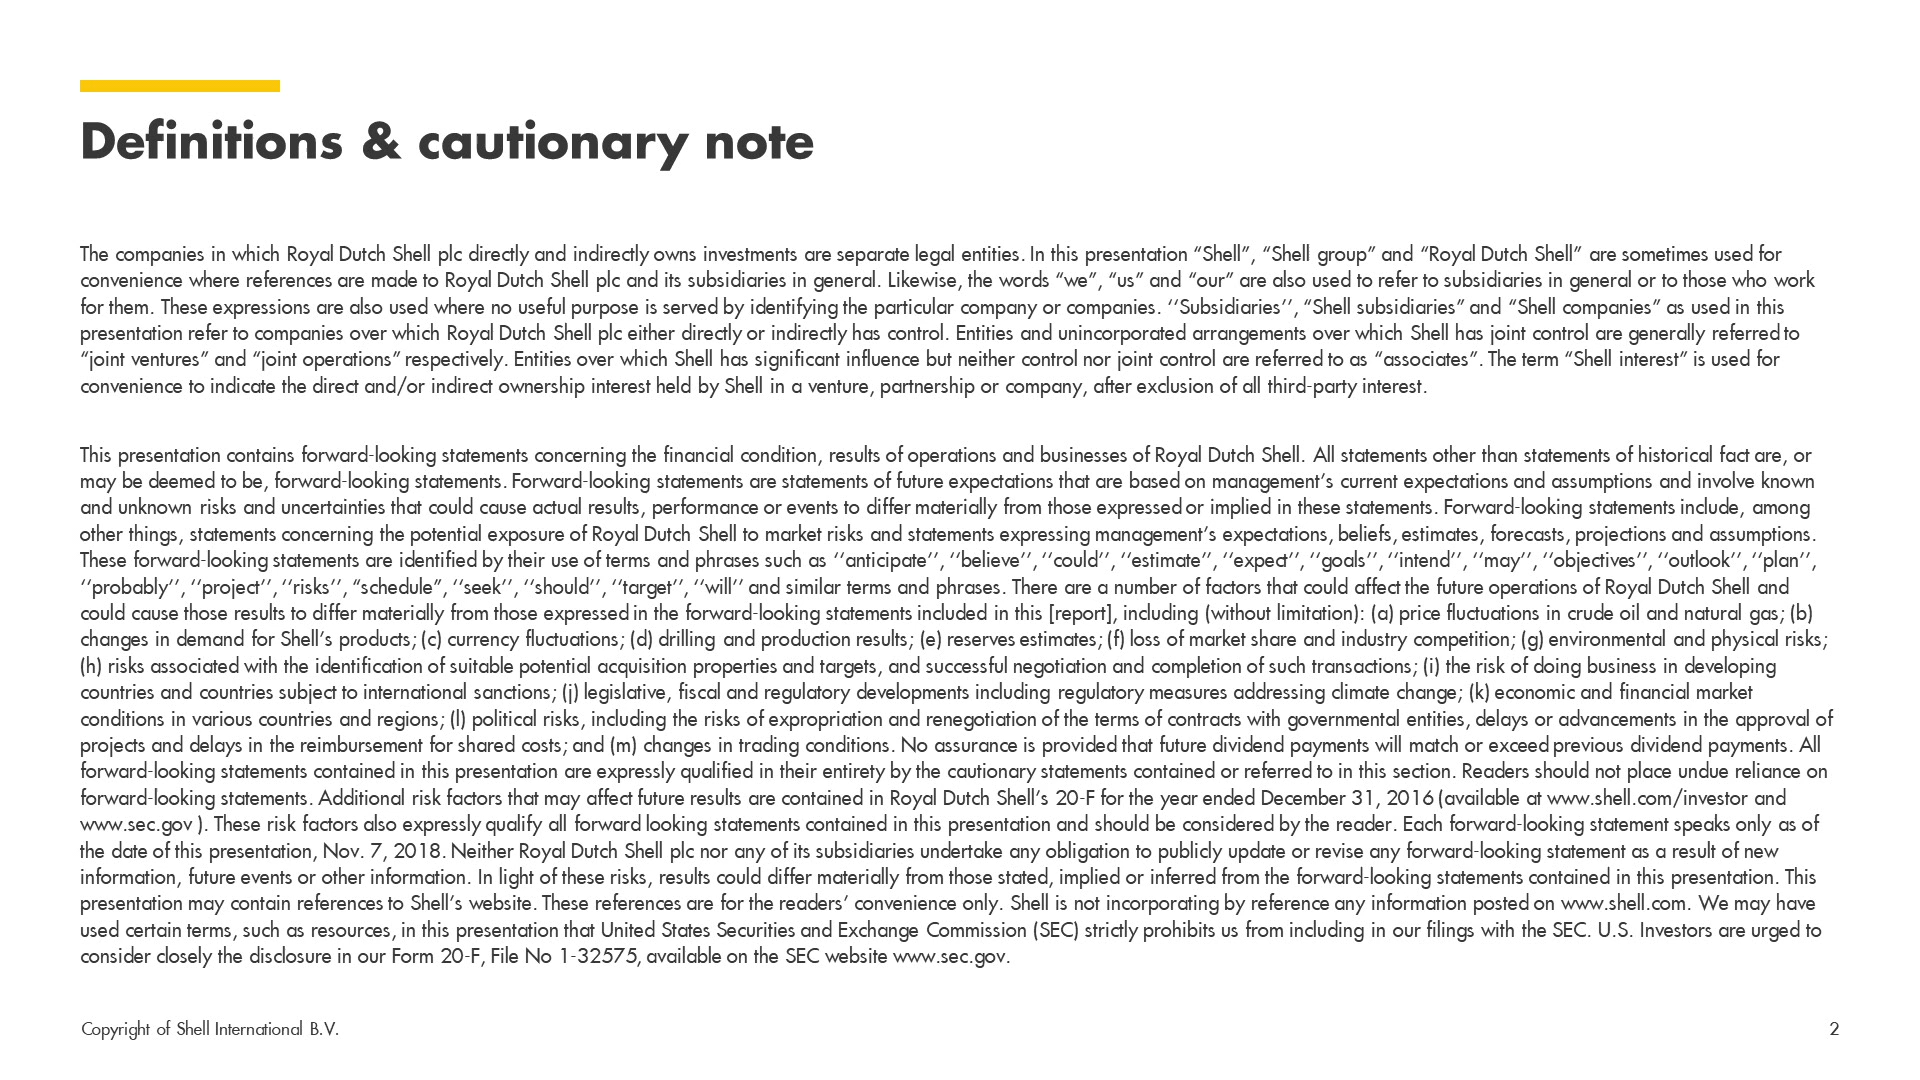 Definitions & cautionary note
The companies in which Royal Dutch Shell plc directly and indirectly owns investments are separate legal entities. In this presentation “Shell”, “Shell group” and “Royal Dutch Shell” are sometimes used for
convenience where references are made to Royal Dutch Shell plc and its subsidiaries in general. Likewise, the words “we”, “us” and “our” are also used to refer to subsidiaries in general or to those who work
for them. These expressions are also used where no useful purpose is served by identifying the particular company or companies. ‘‘Subsidiaries’’, “Shell subsidiaries” and “Shell companies” as used in this
presentation refer to companies over which Royal Dutch Shell plc either directly or indirectly has control. Entities and unincorporated arrangements over which Shell has joint control are generally referred to
“joint ventures” and “joint operations” respectively. Entities over which Shell has significant influence but neither control nor joint control are referred to as “associates”. The term “Shell interest” is used for
convenience to indicate the direct and/or indirect ownership interest held by Shell in a venture, partnership or company, after exclusion of all third-party interest.
This presentation contains forward-looking statements concerning the financial condition, results of operations and businesses of Royal Dutch Shell. All statements other than statements of historical fact are, or
may be deemed to be, forward-looking statements. Forward-looking statements are statements of future expectations that are based on management’s current expectations and assumptions and involve known
and unknown risks and uncertainties that could cause actual results, performance or events to differ materially from those expressed or implied in these statements. Forward-looking statements include, among
other things, statements concerning the potential exposure of Royal Dutch Shell to market risks and statements expressing management’s expectations, beliefs, estimates, forecasts, projections and assumptions.
These forward-looking statements are identified by their use of terms and phrases such as ‘‘anticipate’’, ‘‘believe’’, ‘‘could’’, ‘‘estimate’’, ‘‘expect’’, ‘‘goals’’, ‘‘intend’’, ‘‘may’’, ‘‘objectives’’, ‘‘outlook’’, ‘‘plan’’,
‘‘probably’’, ‘‘project’’, ‘‘risks’’, “schedule”, ‘‘seek’’, ‘‘should’’, ‘‘target’’, ‘‘will’’ and similar terms and phrases. There are a number of factors that could affect the future operations of Royal Dutch Shell and
could cause those results to differ materially from those expressed in the forward-looking statements included in this [report], including (without limitation): (a) price fluctuations in crude oil and natural gas; (b)
changes in demand for Shell’s products; (c) currency fluctuations; (d) drilling and production results; (e) reserves estimates; (f) loss of market share and industry competition; (g) environmental and physical risks;
(h) risks associated with the identification of suitable potential acquisition properties and targets, and successful negotiation and completion of such transactions; (i) the risk of doing business in developing
countries and countries subject to international sanctions; (j) legislative, fiscal and regulatory developments including regulatory measures addressing climate change; (k) economic and financial market
conditions in various countries and regions; (l) political risks, including the risks of expropriation and renegotiation of the terms of contracts with governmental entities, delays or advancements in the approval of
projects and delays in the reimbursement for shared costs; and (m) changes in trading conditions. No assurance is provided that future dividend payments will match or exceed previous dividend payments. All
forward-looking statements contained in this presentation are expressly qualified in their entirety by the cautionary statements contained or referred to in this section. Readers should not place undue reliance on
forward-looking statements. Additional risk factors that may affect future results are contained in Royal Dutch Shell’s 20-F for the year ended December 31, 2016 (available at www.shell.com/investor and
www.sec.gov ). These risk factors also expressly qualify all forward looking statements contained in this presentation and should be considered by the reader. Each forward-looking statement speaks only as of
the date of this presentation, Nov. 7, 2018. Neither Royal Dutch Shell plc nor any of its subsidiaries undertake any obligation to publicly update or revise any forward-looking statement as a result of new
information, future events or other information. In light of these risks, results could differ materially from those stated, implied or inferred from the forward-looking statements contained in this presentation. This
presentation may contain references to Shell’s website. These references are for the readers’ convenience only. Shell is not incorporating by reference any information posted on www.shell.com. We may have
used certain terms, such as resources, in this presentation that United States Securities and Exchange Commission (SEC) strictly prohibits us from including in our filings with the SEC. U.S. Investors are urged to
consider closely the disclosure in our Form 20-F, File No 1-32575, available on the SEC website www.sec.gov.
Copyright of Shell International B.V.
2